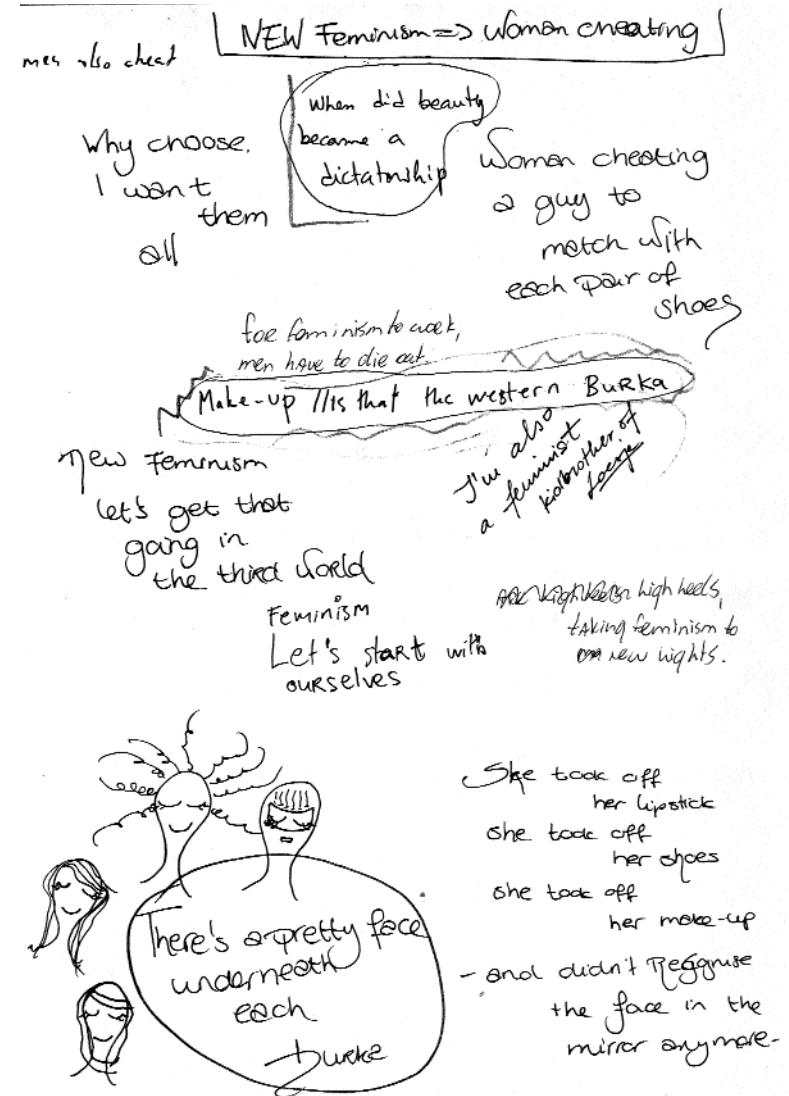 NEW Feminism => Woman cheating
men also cheat
When did beauty
became a
dictatorship
Why choose.
I want
them
all
Woman cheating
a guy to
match with
each pair of
shoes
for feminism to work,
men have to die out.
Make-up // is that the western BURKA
I'm also
a feminist
kidbrother of
New Feminism
Let's get that
going in
the third World
Feminism
Let's start with
ourselves
high heels,
taking feminism to
new hights.
She took off
her lipstick
she took off
her shoes
she took off
her make-up
- and didn't Recognise
the face in the
mirror anymore-
There's a pretty face
underneath
each
burka